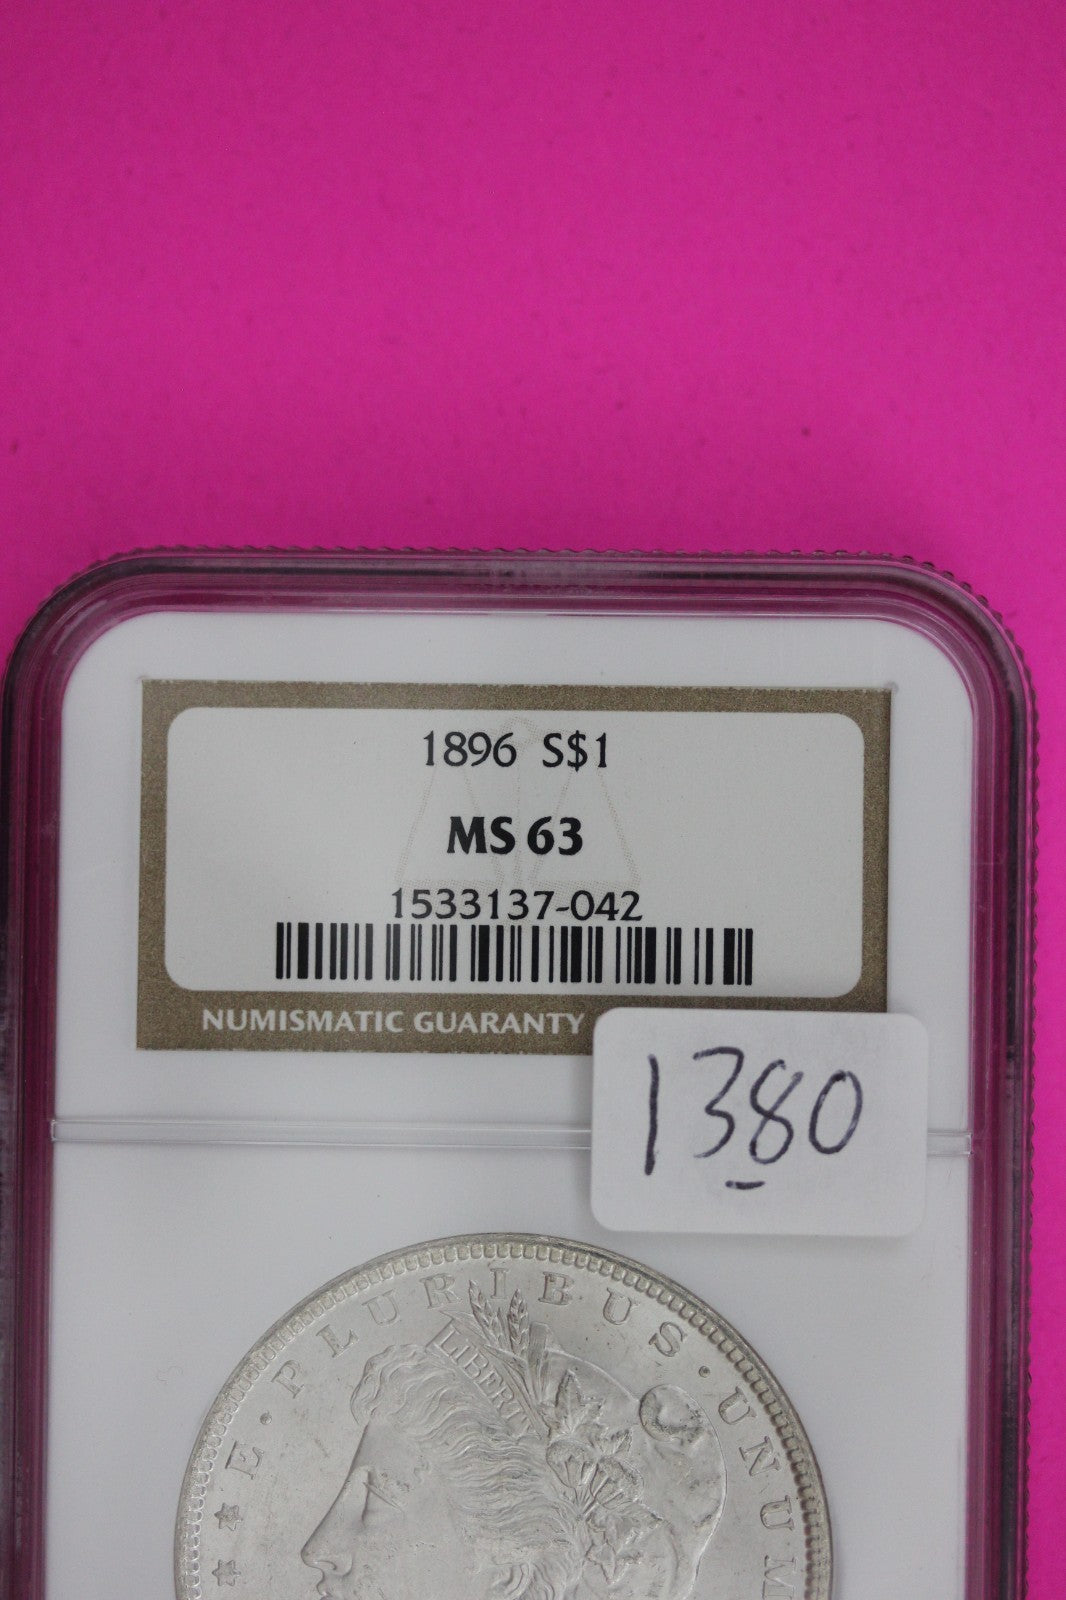 1896 S$1
MS 63
1533137-042
NUMISMATIC GUARANTY
1380
E · PLURIBUS · UNUM
LIBERTY